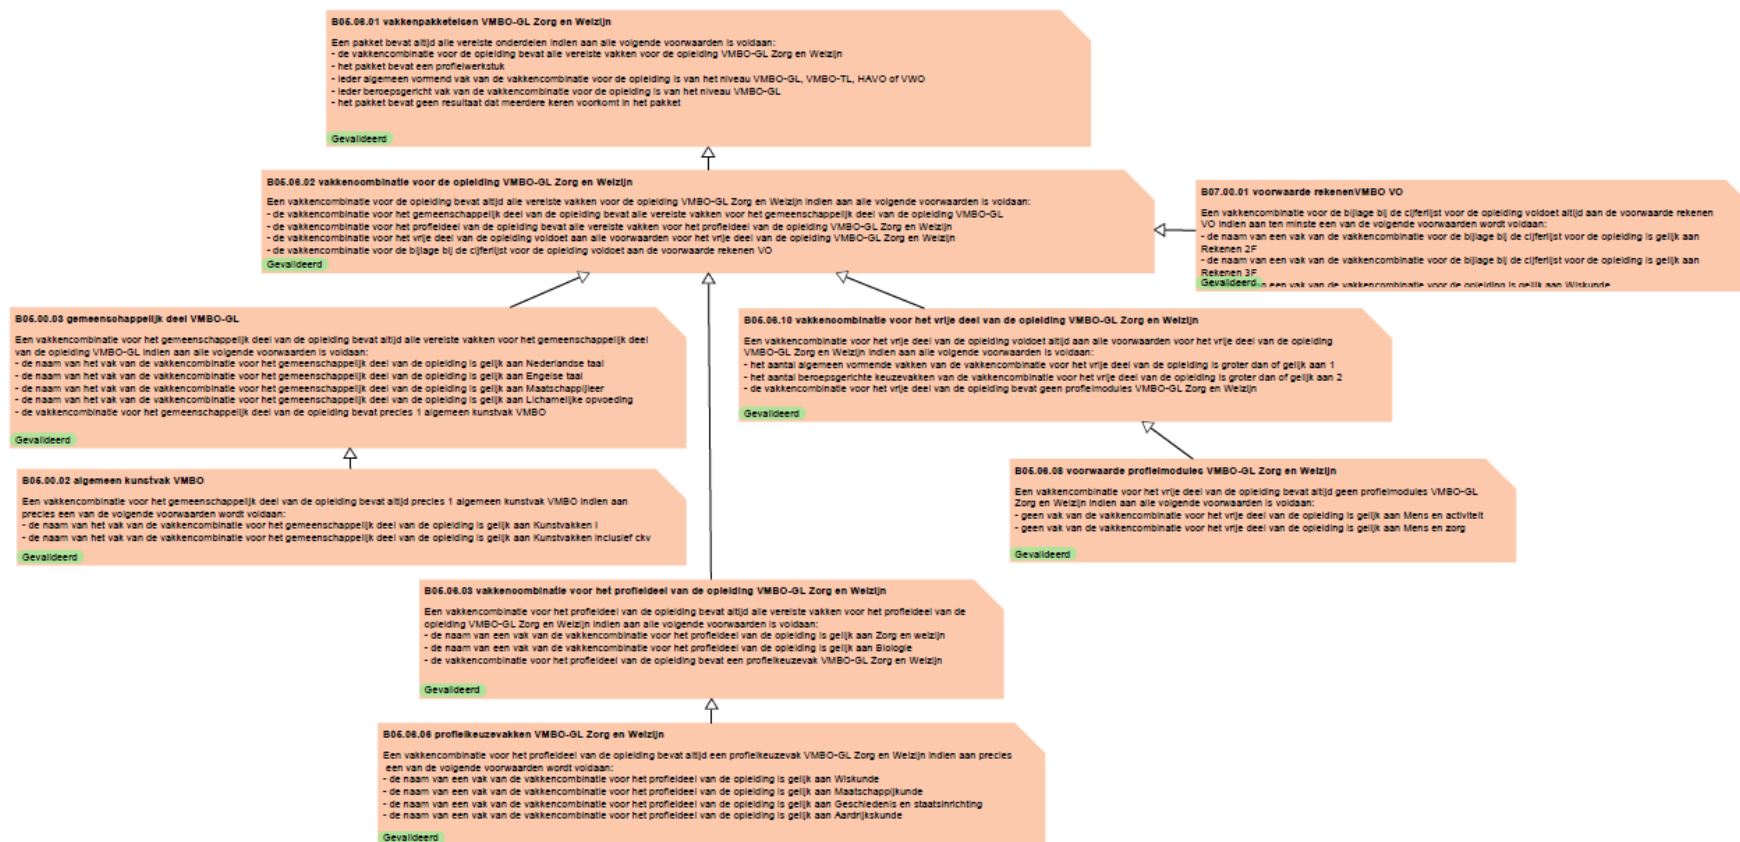 B05.06.01 vakkenpakketeisen VMBO-GL Zorg en Welzijn
Een pakket bevat altijd alle vereiste onderdelen indien aan alle volgende voorwaarden is voldaan:
- de vakkencombinatie voor de opleiding bevat alle vereiste vakken voor de opleiding VMBO-GL Zorg en Welzijn
- het pakket bevat een profielwerkstuk
- ieder algemeen vormend vak van de vakkencombinatie voor de opleiding is van het niveau VMBO-GL, VMBO-TL, HAVO of VWO
- ieder beroepsgericht vak van de vakkencombinatie voor de opleiding is van het niveau VMBO-GL
- het pakket bevat geen resultaat dat meerdere keren voorkomt in het pakket
Gevalideerd
B05.06.02 vakkencombinatie voor de opleiding VMBO-GL Zorg en Welzijn
Een vakkencombinatie voor de opleiding bevat altijd alle vereiste vakken voor de opleiding VMBO-GL Zorg en Welzijn indien aan alle volgende voorwaarden is voldaan:
- de vakkencombinatie voor het gemeenschappelijk deel van de opleiding bevat alle vereiste vakken voor het gemeenschappelijk deel van de opleiding VMBO-GL
- de vakkencombinatie voor het profieldeel van de opleiding bevat alle vereiste vakken voor het profieldeel van de opleiding VMBO-GL Zorg en Welzijn
- de vakkencombinatie voor het vrije deel van de opleiding voldoet aan alle voorwaarden voor het vrije deel van de opleiding VMBO-GL Zorg en Welzijn
- de vakkencombinatie voor de bijlage bij de cijferlijst voor de opleiding voldoet aan de voorwaarde rekenen VO
Gevalideerd
B07.00.01 voorwaarde rekenenVMBO VO
Een vakkencombinatie voor de bijlage bij de cijferlijst voor de opleiding voldoet altijd aan de voorwaarde rekenen
VO indien aan ten minste een van de volgende voorwaarden wordt voldaan:
- de naam van een vak van de vakkencombinatie voor de bijlage bij de cijferlijst voor de opleiding is gelijk aan
Rekenen 2F
- de naam van een vak van de vakkencombinatie voor de bijlage bij de cijferlijst voor de opleiding is gelijk aan
Rekenen 3F
Gevalideerd een vak van de vakkencombinatie voor de opleiding is gelijk aan Wiskunde
B05.00.03 gemeenschappelijk deel VMBO-GL
Een vakkencombinatie voor het gemeenschappelijk deel van de opleiding bevat altijd alle vereiste vakken voor het gemeenschappelijk deel
van de opleiding VMBO-GL indien aan alle volgende voorwaarden is voldaan:
- de naam van het vak van de vakkencombinatie voor het gemeenschappelijk deel van de opleiding is gelijk aan Nederlandse taal
- de naam van het vak van de vakkencombinatie voor het gemeenschappelijk deel van de opleiding is gelijk aan Engelse taal
- de naam van het vak van de vakkencombinatie voor het gemeenschappelijk deel van de opleiding is gelijk aan Maatschappijleer
- de naam van het vak van de vakkencombinatie voor het gemeenschappelijk deel van de opleiding is gelijk aan Lichamelijke opvoeding
- de vakkencombinatie voor het gemeenschappelijk deel van de opleiding bevat precies 1 algemeen kunstvak VMBO
Gevalideerd
B05.06.10 vakkencombinatie voor het vrije deel van de opleiding VMBO-GL Zorg en Welzijn
Een vakkencombinatie voor het vrije deel van de opleiding voldoet altijd aan alle voorwaarden voor het vrije deel van de opleiding
VMBO-GL Zorg en Welzijn indien aan alle volgende voorwaarden is voldaan:
- het aantal algemeen vormende vakken van de vakkencombinatie voor het vrije deel van de opleiding is groter dan of gelijk aan 1
- het aantal beroepsgerichte keuzevakken van de vakkencombinatie voor het vrije deel van de opleiding is groter dan of gelijk aan 2
- de vakkencombinatie voor het vrije deel van de opleiding bevat geen profielmodules VMBO-GL Zorg en Welzijn
Gevalideerd
B05.00.02 algemeen kunstvak VMBO
Een vakkencombinatie voor het gemeenschappelijk deel van de opleiding bevat altijd precies 1 algemeen kunstvak VMBO indien aan
precies een van de volgende voorwaarden wordt voldaan:
- de naam van het vak van de vakkencombinatie voor het gemeenschappelijk deel van de opleiding is gelijk aan Kunstvakken I
- de naam van het vak van de vakkencombinatie voor het gemeenschappelijk deel van de opleiding is gelijk aan Kunstvakken inclusief ckv
Gevalideerd
B05.06.08 voorwaarde profielmodules VMBO-GL Zorg en Welzijn
Een vakkencombinatie voor het vrije deel van de opleiding bevat altijd geen profielmodules VMBO-GL
Zorg en Welzijn indien aan alle volgende voorwaarden is voldaan:
- geen vak van de vakkencombinatie voor het vrije deel van de opleiding is gelijk aan Mens en activiteit
- geen vak van de vakkencombinatie voor het vrije deel van de opleiding is gelijk aan Mens en zorg
Gevalideerd
B05.06.03 vakkencombinatie voor het profieldeel van de opleiding VMBO-GL Zorg en Welzijn
Een vakkencombinatie voor het profieldeel van de opleiding bevat altijd alle vereiste vakken voor het profieldeel van de
opleiding VMBO-GL Zorg en Welzijn indien aan alle volgende voorwaarden is voldaan:
- de naam van een vak van de vakkencombinatie voor het profieldeel van de opleiding is gelijk aan Zorg en welzijn
- de naam van een vak van de vakkencombinatie voor het profieldeel van de opleiding is gelijk aan Biologie
- de vakkencombinatie voor het profieldeel van de opleiding bevat een profielkeuzevak VMBO-GL Zorg en Welzijn
Gevalideerd
B05.06.06 profielkeuzevakken VMBO-GL Zorg en Welzijn
Een vakkencombinatie voor het profieldeel van de opleiding bevat altijd een profielkeuzevak VMBO-GL Zorg en Welzijn indien aan precies
een van de volgende voorwaarden wordt voldaan:
- de naam van een vak van de vakkencombinatie voor het profieldeel van de opleiding is gelijk aan Wiskunde
- de naam van een vak van de vakkencombinatie voor het profieldeel van de opleiding is gelijk aan Maatschappijkunde
- de naam van een vak van de vakkencombinatie voor het profieldeel van de opleiding is gelijk aan Geschiedenis en staatsinrichting
- de naam van een vak van de vakkencombinatie voor het profieldeel van de opleiding is gelijk aan Aardrijkskunde
Gevalideerd